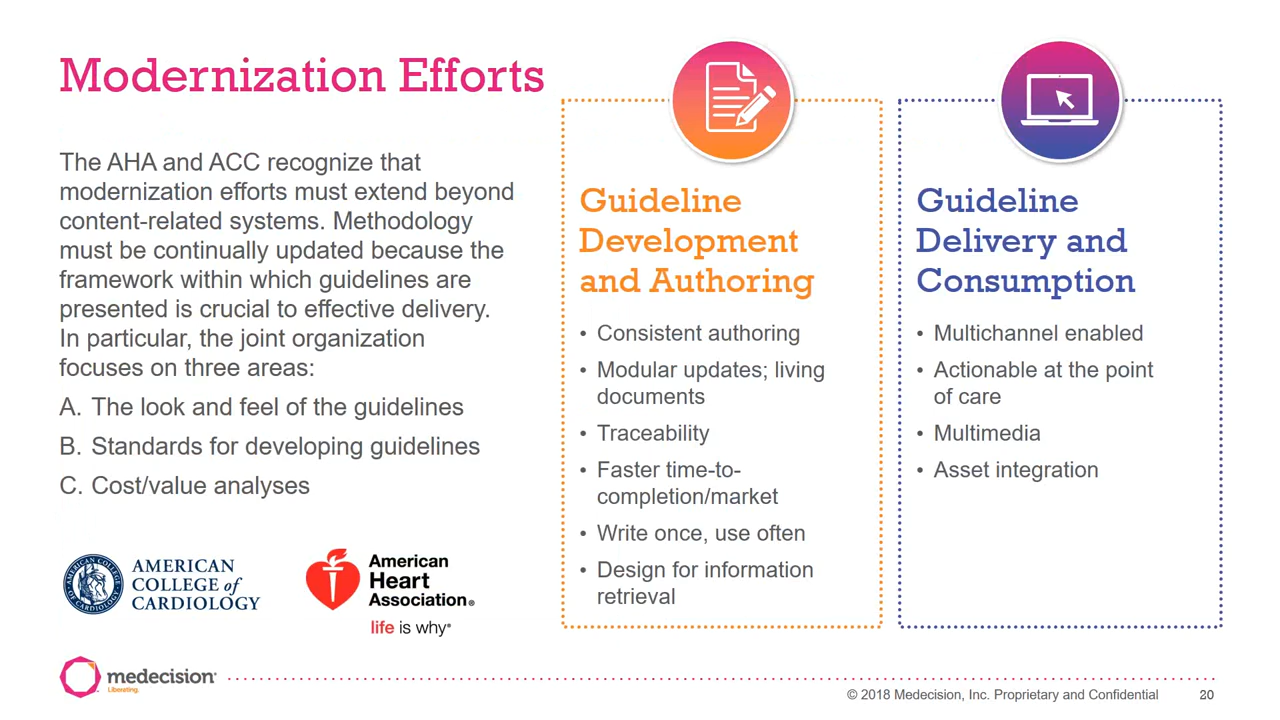 Modernization Efforts
The AHA and ACC recognize that
modernization efforts must extend beyond
content-related systems. Methodology
must be continually updated because the
framework within which guidelines are
presented is crucial to effective delivery.
In particular, the joint organization
focuses on three areas:
A. The look and feel of the guidelines
B. Standards for developing guidelines
C. Cost/value analyses
AMERICAN
COLLEGE of
CARDIOLOGY
American
Heart
Association®
life is why®
Guideline
Development
and Authoring
• Consistent authoring
• Modular updates; living
documents
• Traceability
• Faster time-to-
completion/market
• Write once, use often
• Design for information
retrieval
Guideline
Delivery and
Consumption
• Multichannel enabled
• Actionable at the point
of care
• Multimedia
• Asset integration
medecision
Liberating.
© 2018 Medecision, Inc. Proprietary and Confidential
20